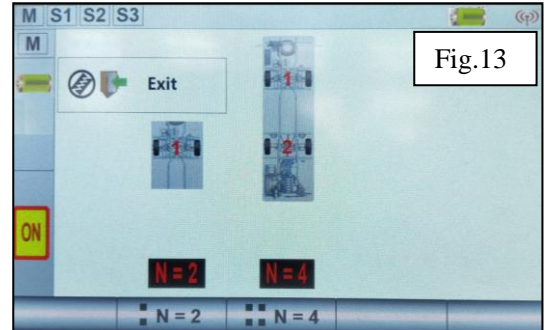 M S1 S2 S3
M
Fig.13
Exit
1
1
2
ON
N = 2
N = 4
N = 2
N = 4